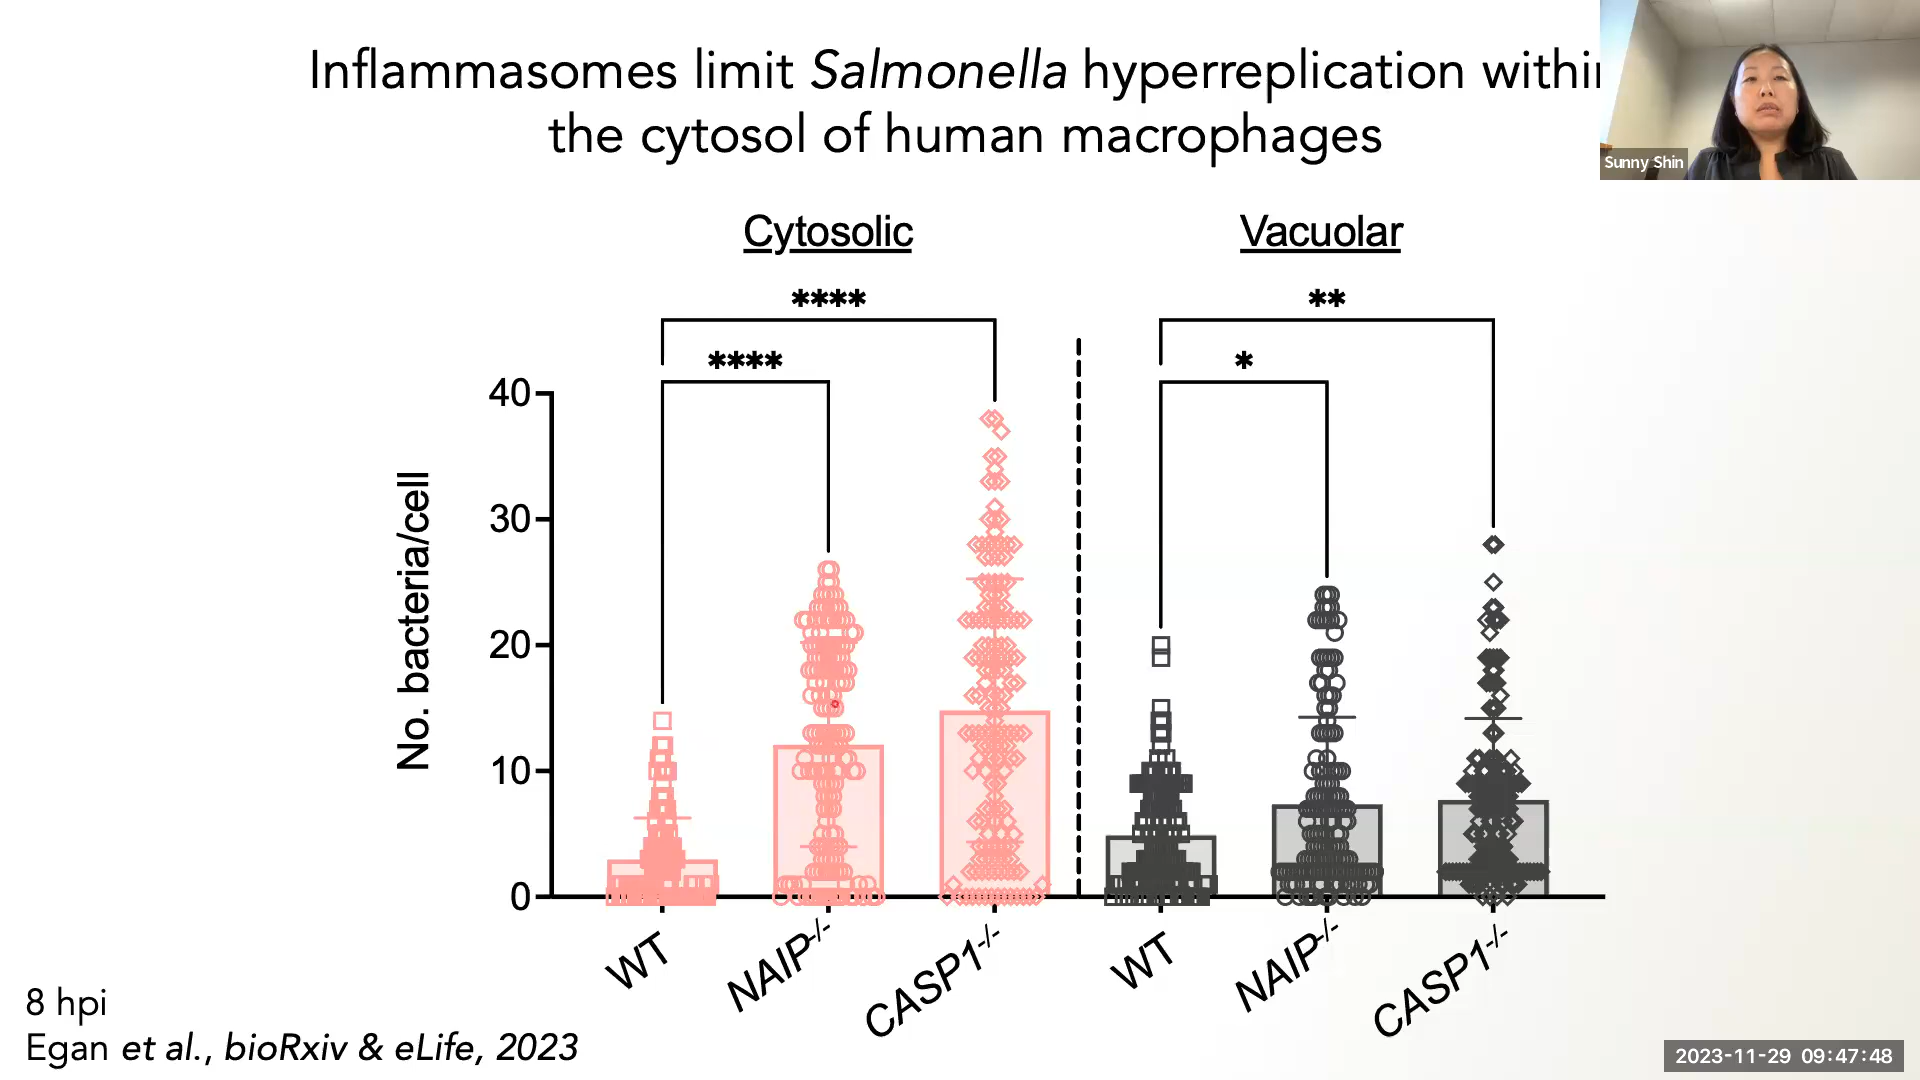 Inflammasomes limit Salmonella hyperreplication within
the cytosol of human macrophages
Sunny Shin
Cytosolic
Vacuolar
****
**
****
*
No. bacteria/cell
40
30
20
10
0
WT
NAIP-/-
CASP1-/-
WT
NAIP-/-
CASP1-/-
8 hpi
Egan et al., bioRxiv & eLife, 2023
2023-11-29 09:47:48